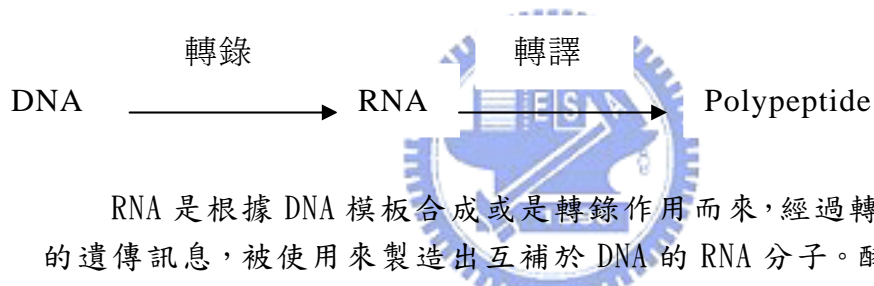 轉錄 轉譯
DNA RNA Polypeptide
RNA 是根據 DNA 模板合成或是轉錄作用而來，經過轉
的遺傳訊息，被使用來製造出互補於 DNA 的 RNA 分子。酵